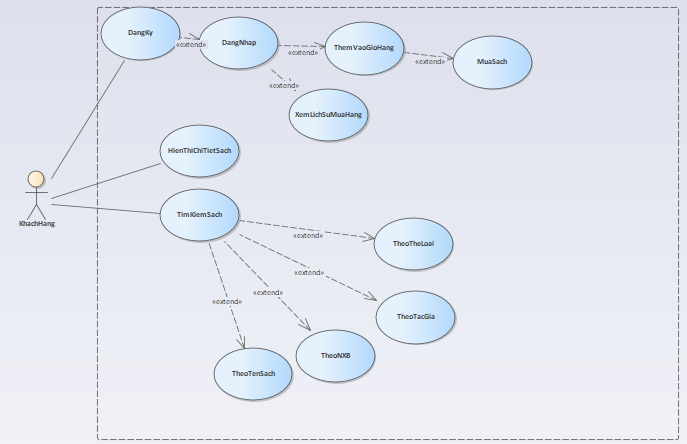 DangKy
«extend»
DangNhap
«extend»
ThemVaoGioHang
«extend»
MuaSach
«extend»
XemLichSuMuaHang
HienThiChiTietSach
KhachHang
TimKiemSach
«extend»
TheoTheLoai
«extend»
TheoTacGia
«extend»
TheoNXB
«extend»
TheoTenSach